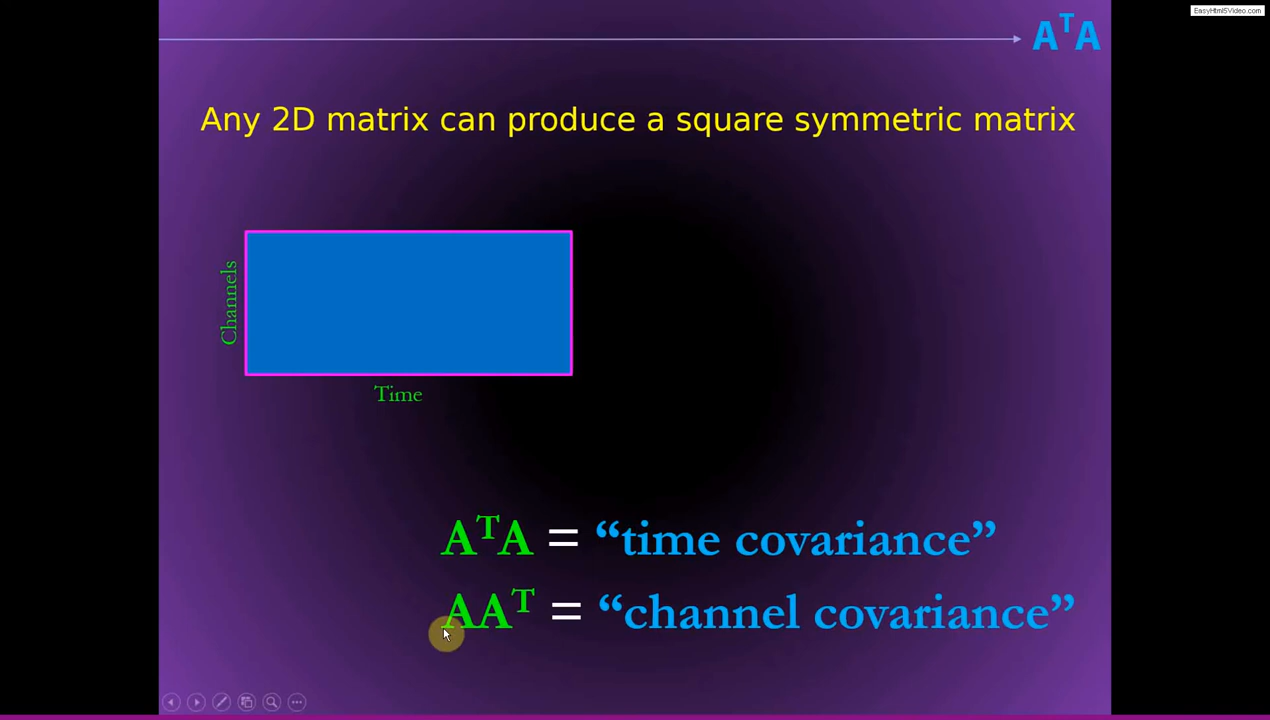 EasyHtml5Video.com
AᵀA
Any 2D matrix can produce a square symmetric matrix
Channels
Time
AᵀA = “time covariance”
AAᵀ = “channel covariance”